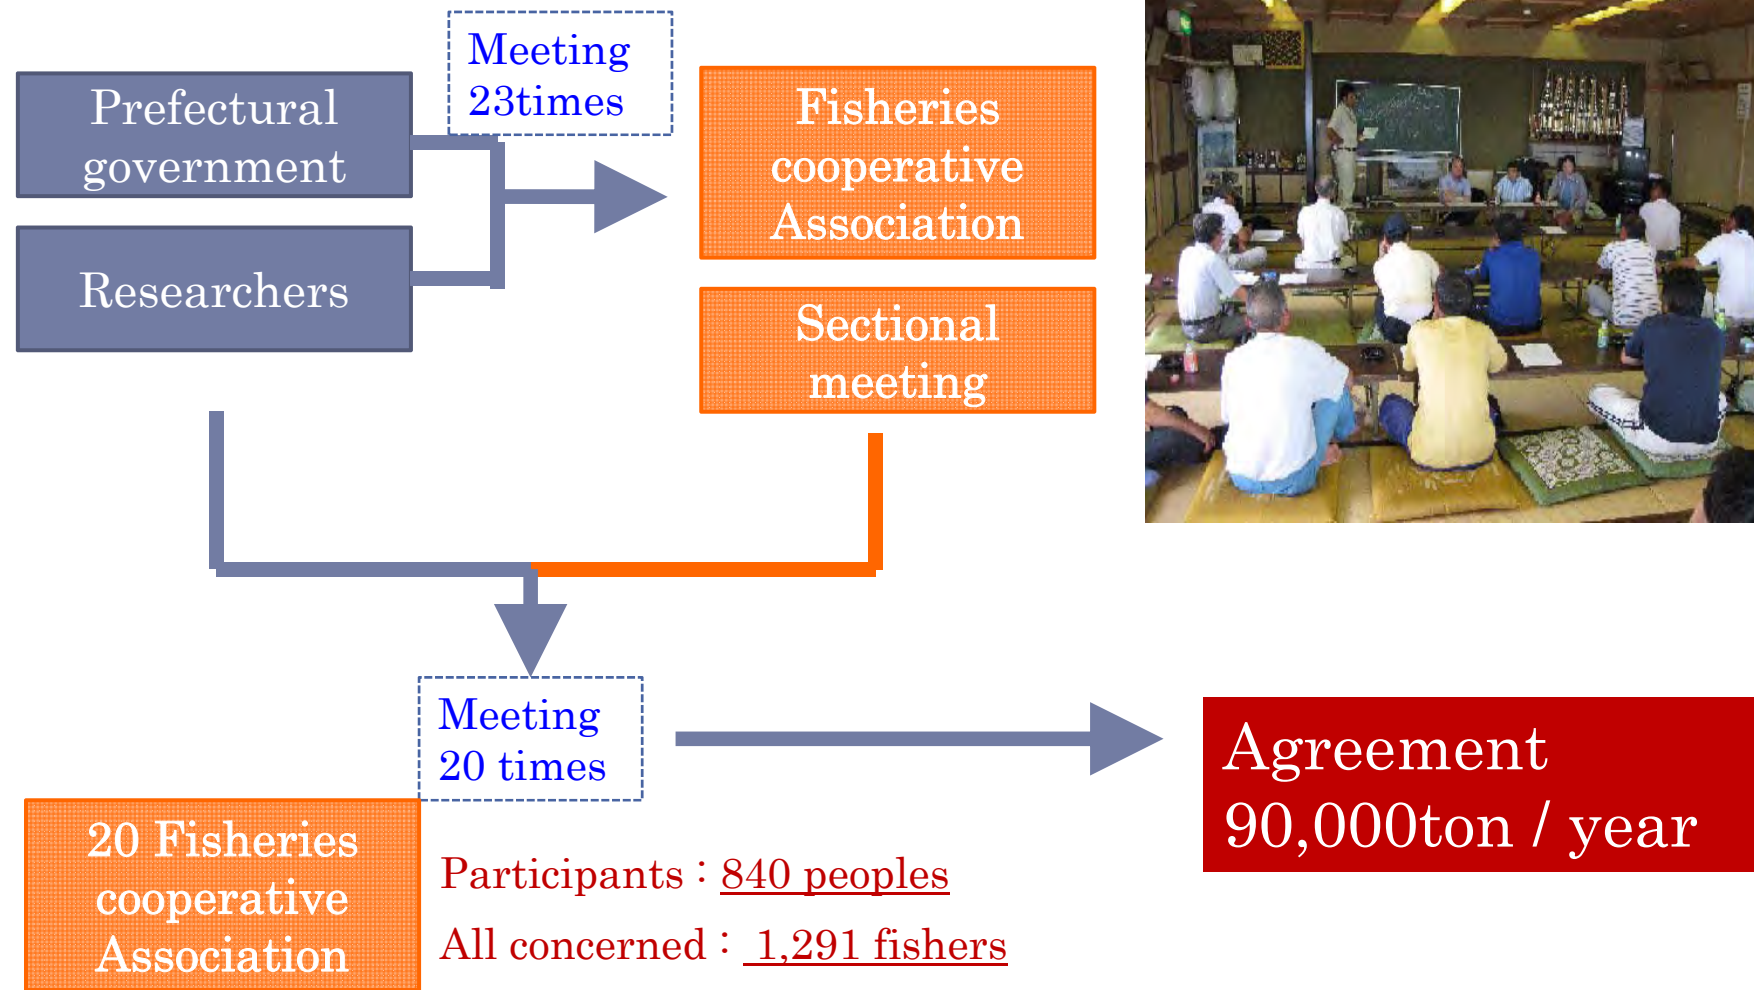 Meeting
23times
Prefectural
government
Researchers
Fisheries
cooperative
Association
Sectional
meeting
Meeting
20 times
Agreement
90,000ton / year
20 Fisheries
cooperative
Association
Participants : 840 peoples
All concerned : 1,291 fishers